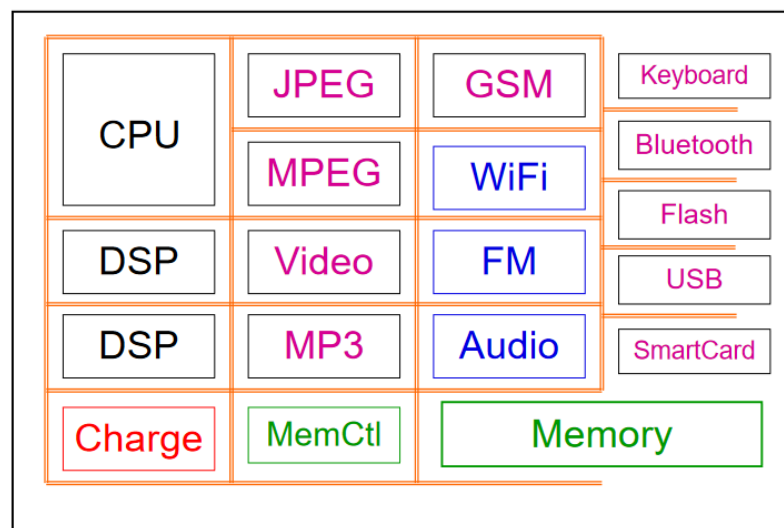 CPU
JPEG
GSM
Keyboard
MPEG
WiFi
Bluetooth
Flash
DSP
Video
FM
USB
DSP
MP3
Audio
SmartCard
Charge
MemCtl
Memory